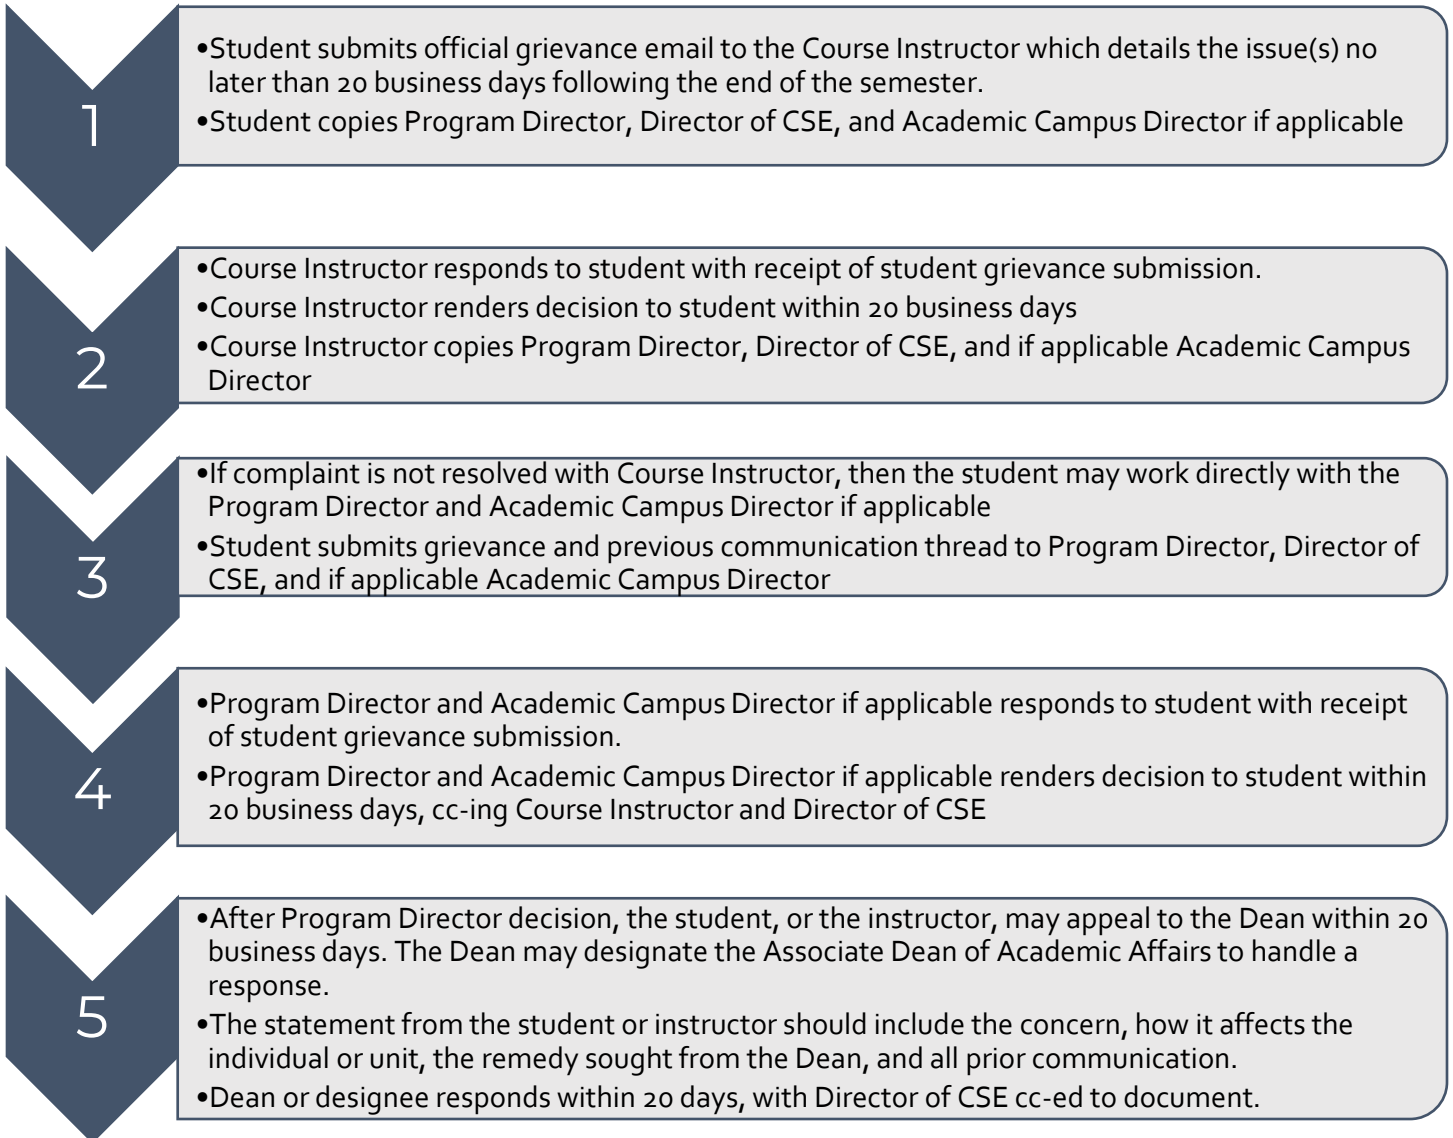 1
•Student submits official grievance email to the Course Instructor which details the issue(s) no
later than 20 business days following the end of the semester.
•Student copies Program Director, Director of CSE, and Academic Campus Director if applicable
2
•Course Instructor responds to student with receipt of student grievance submission.
•Course Instructor renders decision to student within 20 business days
•Course Instructor copies Program Director, Director of CSE, and if applicable Academic Campus
Director
3
•If complaint is not resolved with Course Instructor, then the student may work directly with the
Program Director and Academic Campus Director if applicable
•Student submits grievance and previous communication thread to Program Director, Director of
CSE, and if applicable Academic Campus Director
4
•Program Director and Academic Campus Director if applicable responds to student with receipt
of student grievance submission.
•Program Director and Academic Campus Director if applicable renders decision to student within
20 business days, cc-ing Course Instructor and Director of CSE
5
•After Program Director decision, the student, or the instructor, may appeal to the Dean within 20
business days. The Dean may designate the Associate Dean of Academic Affairs to handle a
response.
•The statement from the student or instructor should include the concern, how it affects the
individual or unit, the remedy sought from the Dean, and all prior communication.
•Dean or designee responds within 20 days, with Director of CSE cc-ed to document.